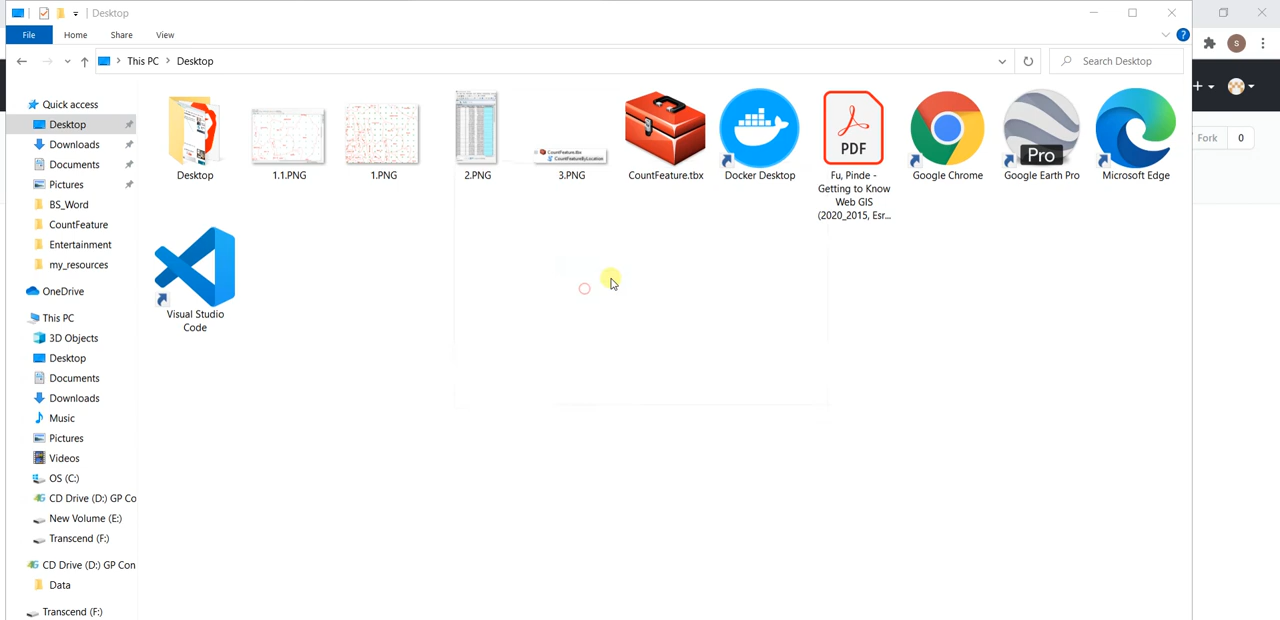 Desktop
File
Home
Share
View
?
S
This PC
Desktop
Search Desktop
Fork
0
Quick access
Desktop
Downloads
Documents
Pictures
BS_Word
CountFeature
Entertainment
my_resources
OneDrive
This PC
3D Objects
Desktop
Documents
Downloads
Music
Pictures
Videos
OS (C:)
CD Drive (D:) GP Co
New Volume (E:)
Transcend (F:)
CD Drive (D:) GP Con
Data
Transcend (F:)
CountFeature.tbx
CountFeatureByLocation
PDF
Pro
Desktop
1.1.PNG
1.PNG
2.PNG
3.PNG
CountFeature.tbx
Docker Desktop
Fu, Pinde -
Getting to Know
Web GIS
(2020_2015, Esr...
Google Chrome
Google Earth Pro
Microsoft Edge
Visual Studio
Code